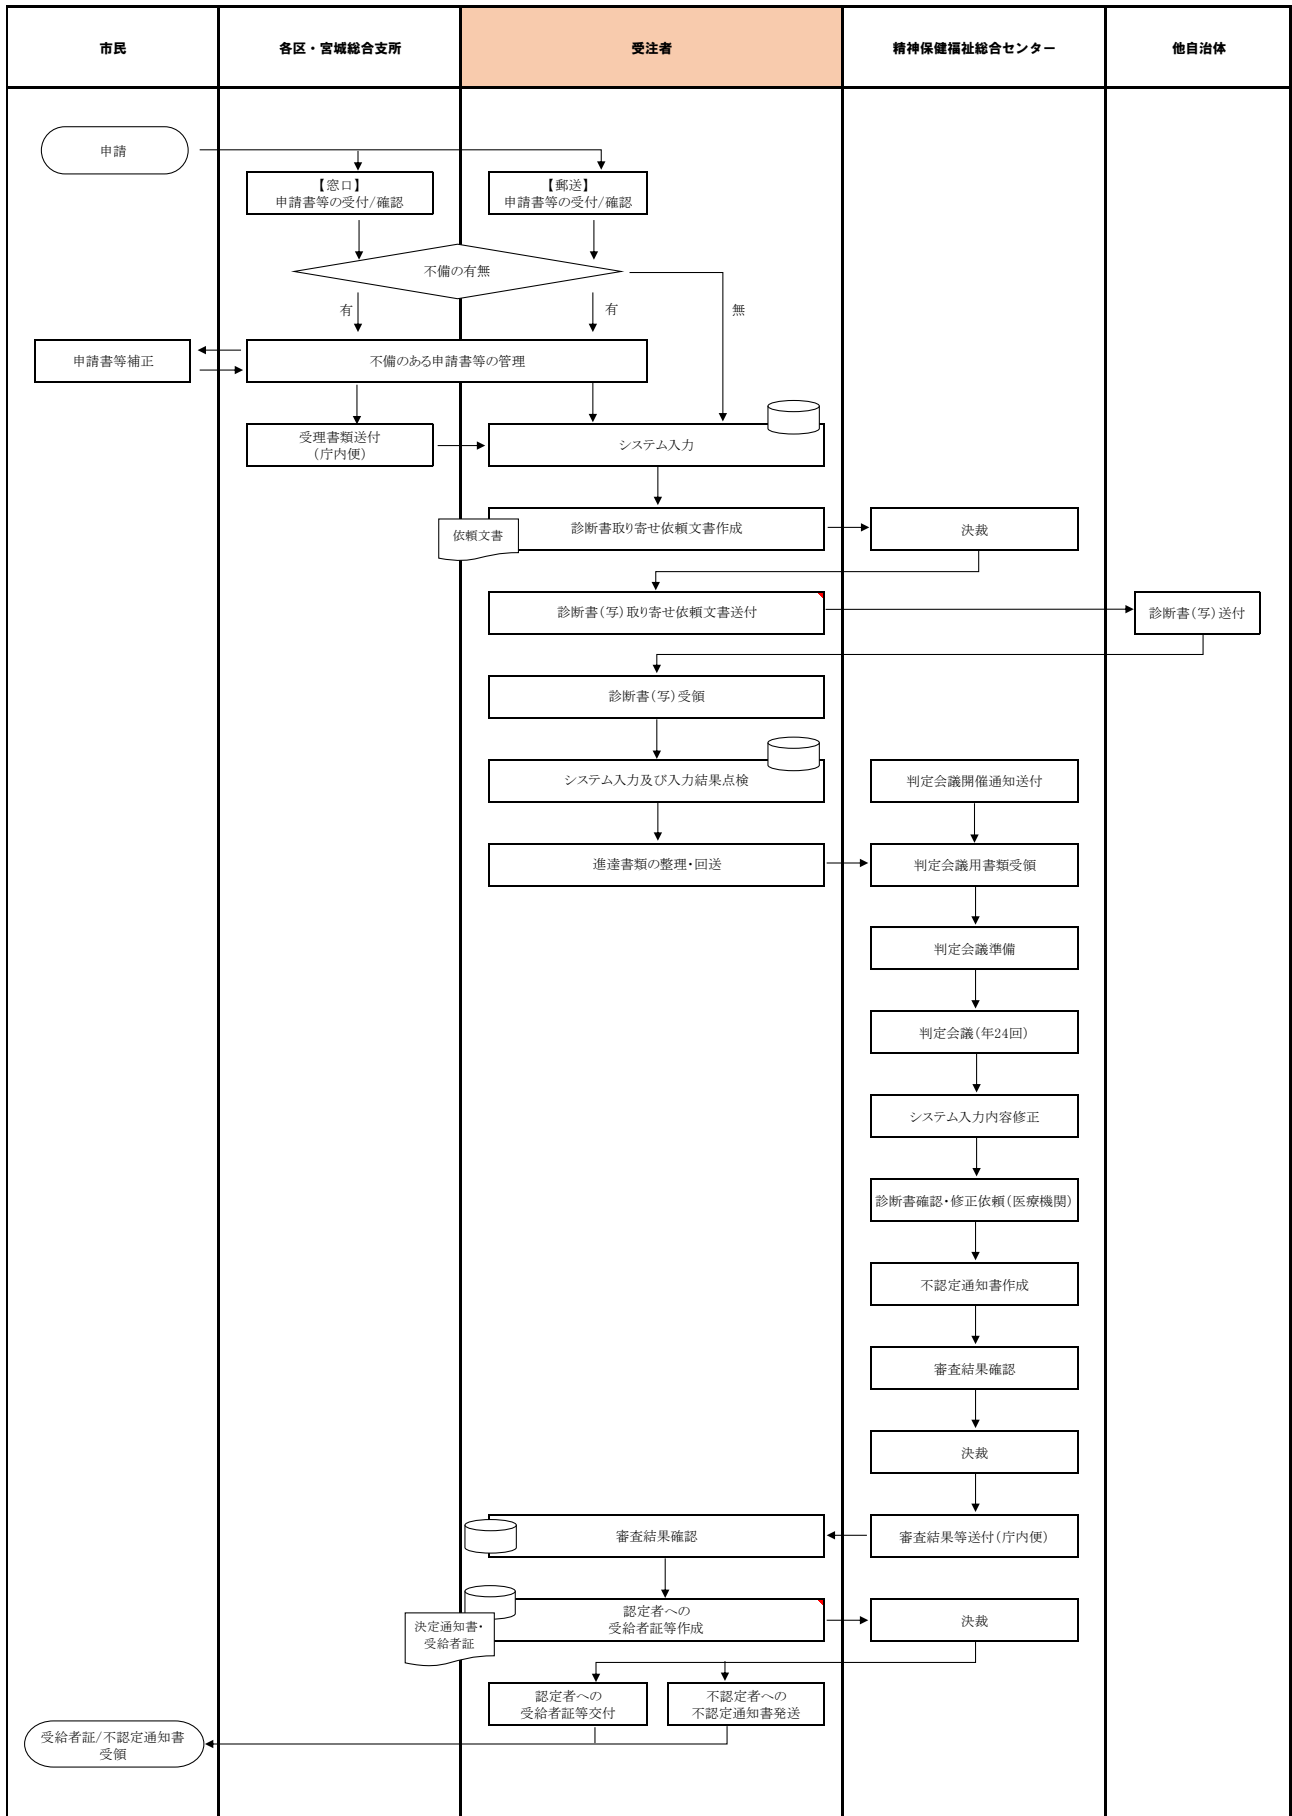 市民
各区・宮城総合支所
受注者
精神保健福祉総合センター
他自治体
申請
【窓口】
申請書等の受付/確認
【郵送】
申請書等の受付/確認
不備の有無
有
有
無
申請書等補正
不備のある申請書等の管理
受理書類送付
（庁内便）
システム入力
依頼文書
診断書取り寄せ依頼文書作成
決裁
診断書（写）取り寄せ依頼文書送付
診断書（写）送付
診断書（写）受領
システム入力及び入力結果点検
判定会議開催通知送付
進達書類の整理・回送
判定会議用書類受領
判定会議準備
判定会議（年24回）
システム入力内容修正
診断書確認・修正依頼（医療機関）
不認定通知書作成
審査結果確認
決裁
審査結果確認
審査結果等送付（庁内便）
決定通知書・
受給者証
認定者への
受給者証等作成
決裁
認定者への
受給者証等交付
不認定者への
不認定通知書発送
受給者証/不認定通知書
受領